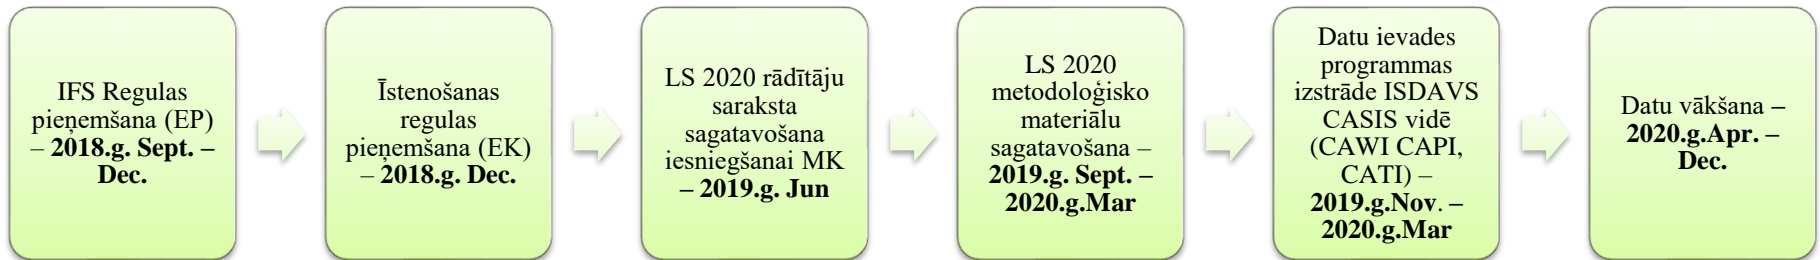 IFS Regulas
pieņemšana (EP)
– 2018.g. Sept. –
Dec.
Īstenošanas
regulas
pieņemšana (EK)
– 2018.g. Dec.
LS 2020 rādītāju
saraksta
sagatavošana
iesniegšanai MK
– 2019.g. Jun
LS 2020
metodoloģisko
materiālu
sagatavošana –
2019.g. Sept. –
2020.g.Mar
Datu ievades
programmas
izstrāde ISDAVS
CASIS vidē
(CAWI CAPI,
CATI) –
2019.g.Nov. –
2020.g.Mar
Datu vākšana –
2020.g.Apr. –
Dec.